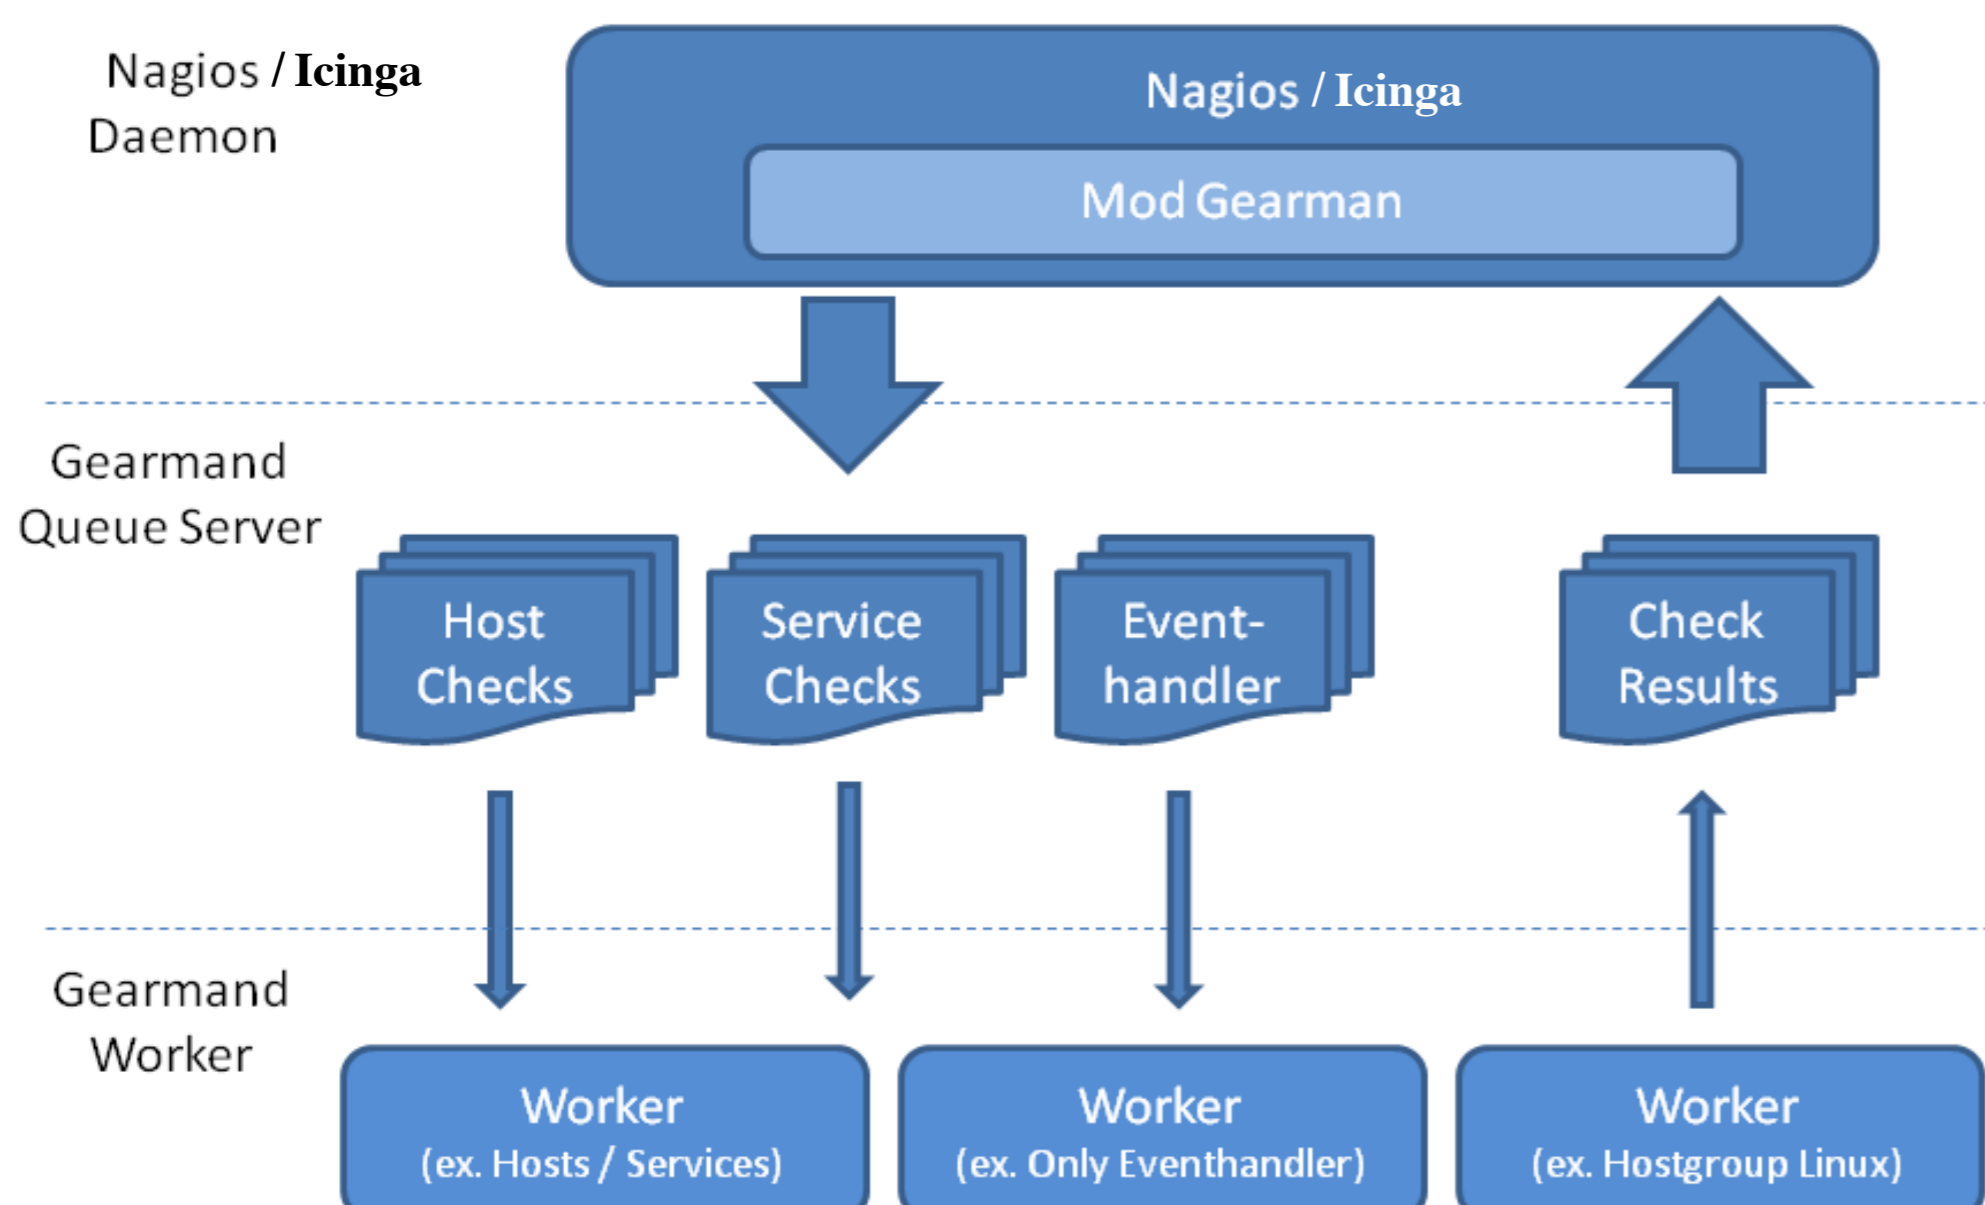 Nagios / Icinga
Daemon
Nagios / Icinga
Mod Gearman
Gearmand
Queue Server
Host
Checks
Service
Checks
Event-
handler
Check
Results
Gearmand
Worker
Worker
(ex. Hosts / Services)
Worker
(ex. Only Eventhandler)
Worker
(ex. Hostgroup Linux)